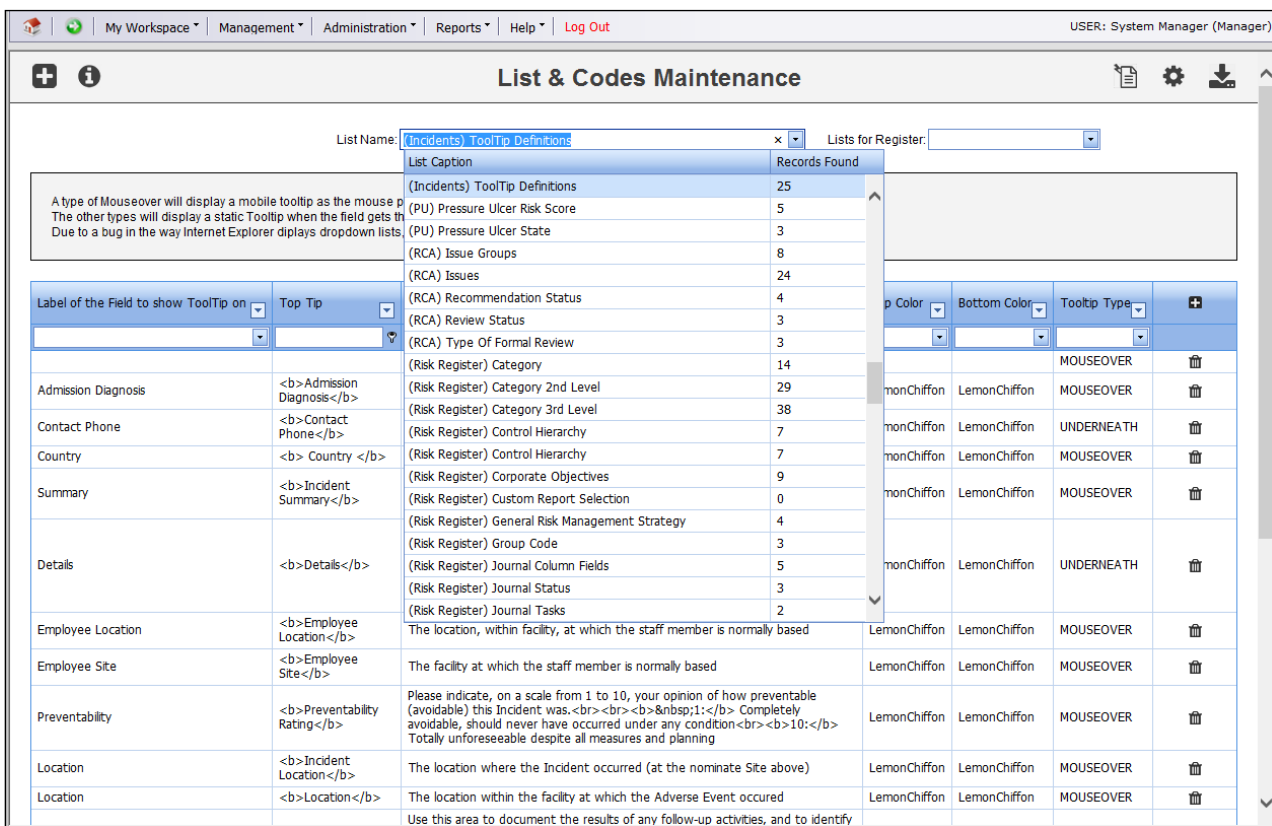 My Workspace Management Administration Reports Help Log Out USER: System Manager (Manager)
List & Codes Maintenance
List Name: (Incidents) ToolTip Definitions x Lists for Register:
List Caption Records Found
(Incidents) ToolTip Definitions 25
(PU) Pressure Ulcer Risk Score 5
(PU) Pressure Ulcer State 3
(RCA) Issue Groups 8
(RCA) Issues 24
(RCA) Recommendation Status 4
(RCA) Review Status 3
(RCA) Type Of Formal Review 3
(Risk Register) Category 14
(Risk Register) Category 2nd Level 29
(Risk Register) Category 3rd Level 38
(Risk Register) Control Hierarchy 7
(Risk Register) Control Hierarchy 7
(Risk Register) Corporate Objectives 9
(Risk Register) Custom Report Selection 0
(Risk Register) General Risk Management Strategy 4
(Risk Register) Group Code 3
(Risk Register) Journal Column Fields 5
(Risk Register) Journal Status 3
(Risk Register) Journal Tasks 2
A type of Mouseover will display a mobile tooltip as the mouse p
The other types will display a static Tooltip when the field gets th
Due to a bug in the way Internet Explorer diplays dropdown lists,
Label of the Field to show ToolTip on Top Tip p Color Bottom Color Tooltip Type
MOUSEOVER
Admission Diagnosis <b>Admission monChiffon LemonChiffon MOUSEOVER
Diagnosis</b>
Contact Phone <b>Contact monChiffon LemonChiffon UNDERNEATH
Phone</b>
Country <b> Country </b> monChiffon LemonChiffon MOUSEOVER
Summary <b>Incident monChiffon LemonChiffon MOUSEOVER
Summary</b>
Details <b>Details</b> monChiffon LemonChiffon UNDERNEATH
Employee Location <b>Employee The location, within facility, at which the staff member is normally based LemonChiffon LemonChiffon MOUSEOVER
Location</b>
Employee Site <b>Employee The facility at which the staff member is normally based LemonChiffon LemonChiffon MOUSEOVER
Site</b>
Please indicate, on a scale from 1 to 10, your opinion of how preventable
Preventability <b>Preventability (avoidable) this Incident was.<br><br><b>&nbsp;1:</b> Completely LemonChiffon LemonChiffon MOUSEOVER
Rating</b> avoidable, should never have occurred under any condition<br><b>10:</b>
Totally unforeseeable despite all measures and planning
Location <b>Incident The location where the Incident occurred (at the nominate Site above) LemonChiffon LemonChiffon MOUSEOVER
Location</b>
Location <b>Location</b> The location within the facility at which the Adverse Event occured LemonChiffon LemonChiffon MOUSEOVER
Use this area to document the results of any follow-up activities, and to identify